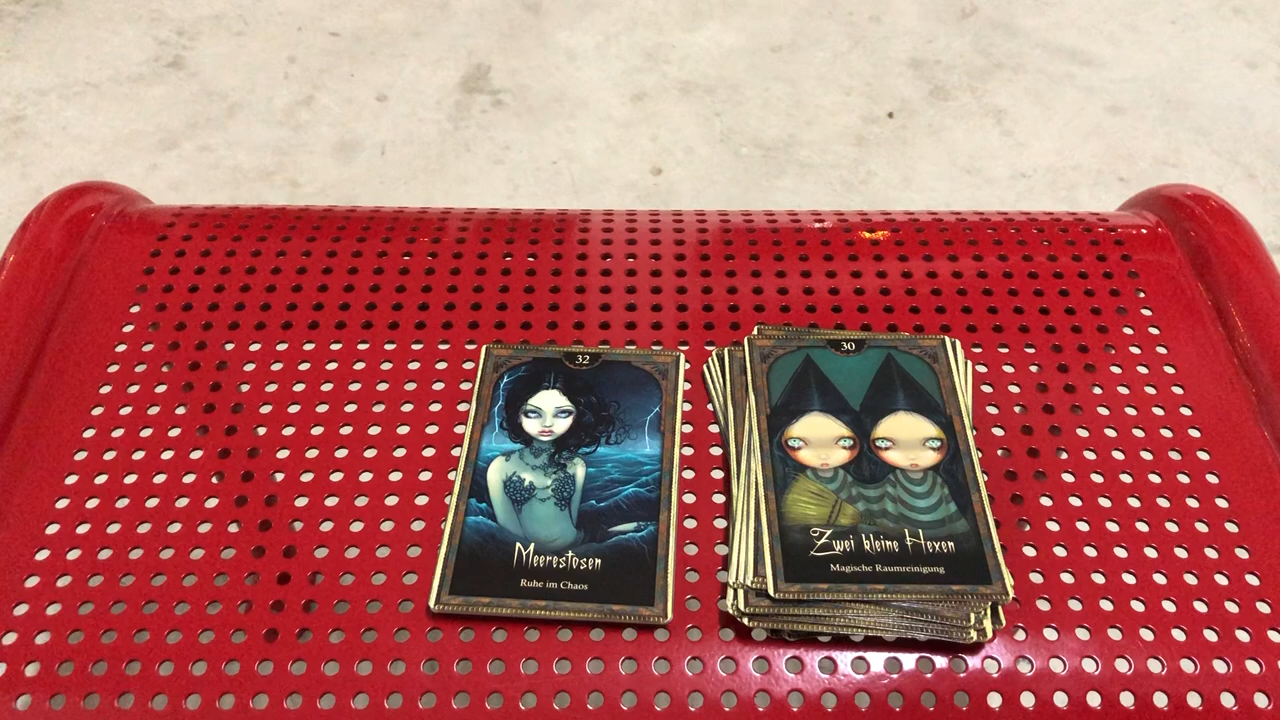 32
Meerestosen
Ruhe im Chaos
30
Zwei kleine Hexen
Magische Raumreinigung